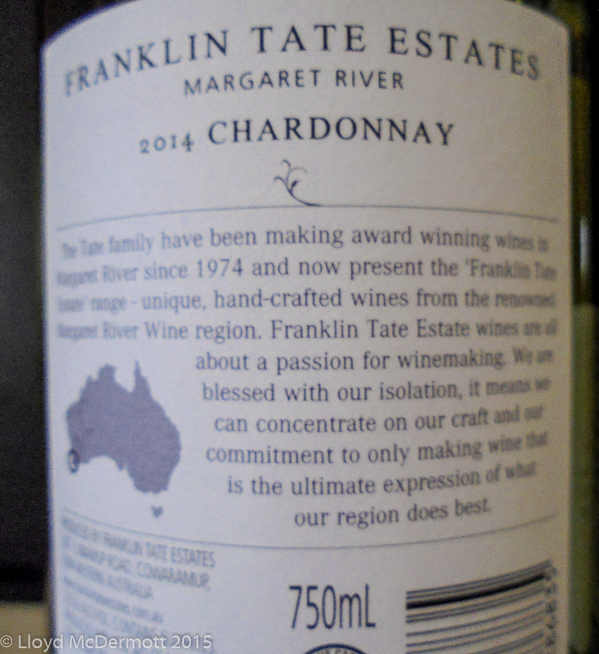 FRANKLIN TATE ESTATES
MARGARET RIVER
2014 CHARDONNAY
The Tate family have been making award winning wines in
Margaret River since 1974 and now present the 'Franklin Tate
Estate' range - unique, hand-crafted wines from the renowned
Margaret River Wine region. Franklin Tate Estate wines are all
about a passion for winemaking. We are
blessed with our isolation, it means we
can concentrate on our craft and our
commitment to only making wine that
is the ultimate expression of what
our region does best.
PRODUCED BY FRANKLIN TATE ESTATES
ROAD, COWARAMUP,
WESTERN AUSTRALIA
750mL
© Lloyd McDermott 2015